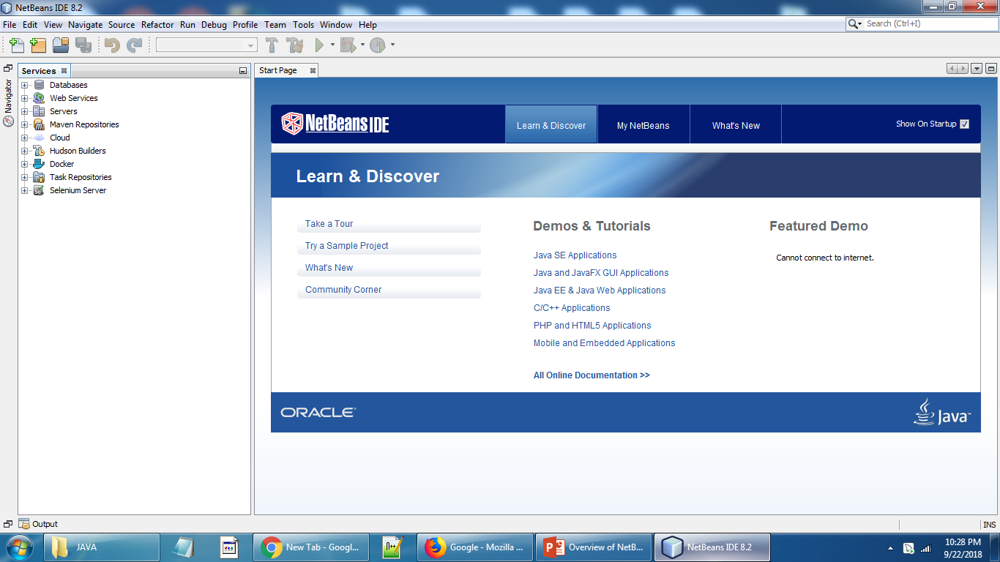 NetBeans IDE 8.2
File Edit View Navigate Source Refactor Run Debug Profile Team Tools Window Help
Search (Ctrl+I)
Navigator
Services
Databases
Web Services
Servers
Maven Repositories
Cloud
Hudson Builders
Docker
Task Repositories
Selenium Server
Start Page
NetBeans IDE
Learn & Discover
My NetBeans
What's New
Show On Startup
Learn & Discover
Take a Tour
Try a Sample Project
What's New
Community Corner
Demos & Tutorials
Java SE Applications
Java and JavaFX GUI Applications
Java EE & Java Web Applications
C/C++ Applications
PHP and HTML5 Applications
Mobile and Embedded Applications
All Online Documentation >>
Featured Demo
Cannot connect to internet.
ORACLE
Java™
Output
INS
JAVA
New Tab - Googl...
Google - Mozilla ...
Overview of NetB...
NetBeans IDE 8.2
10:28 PM
9/22/2018